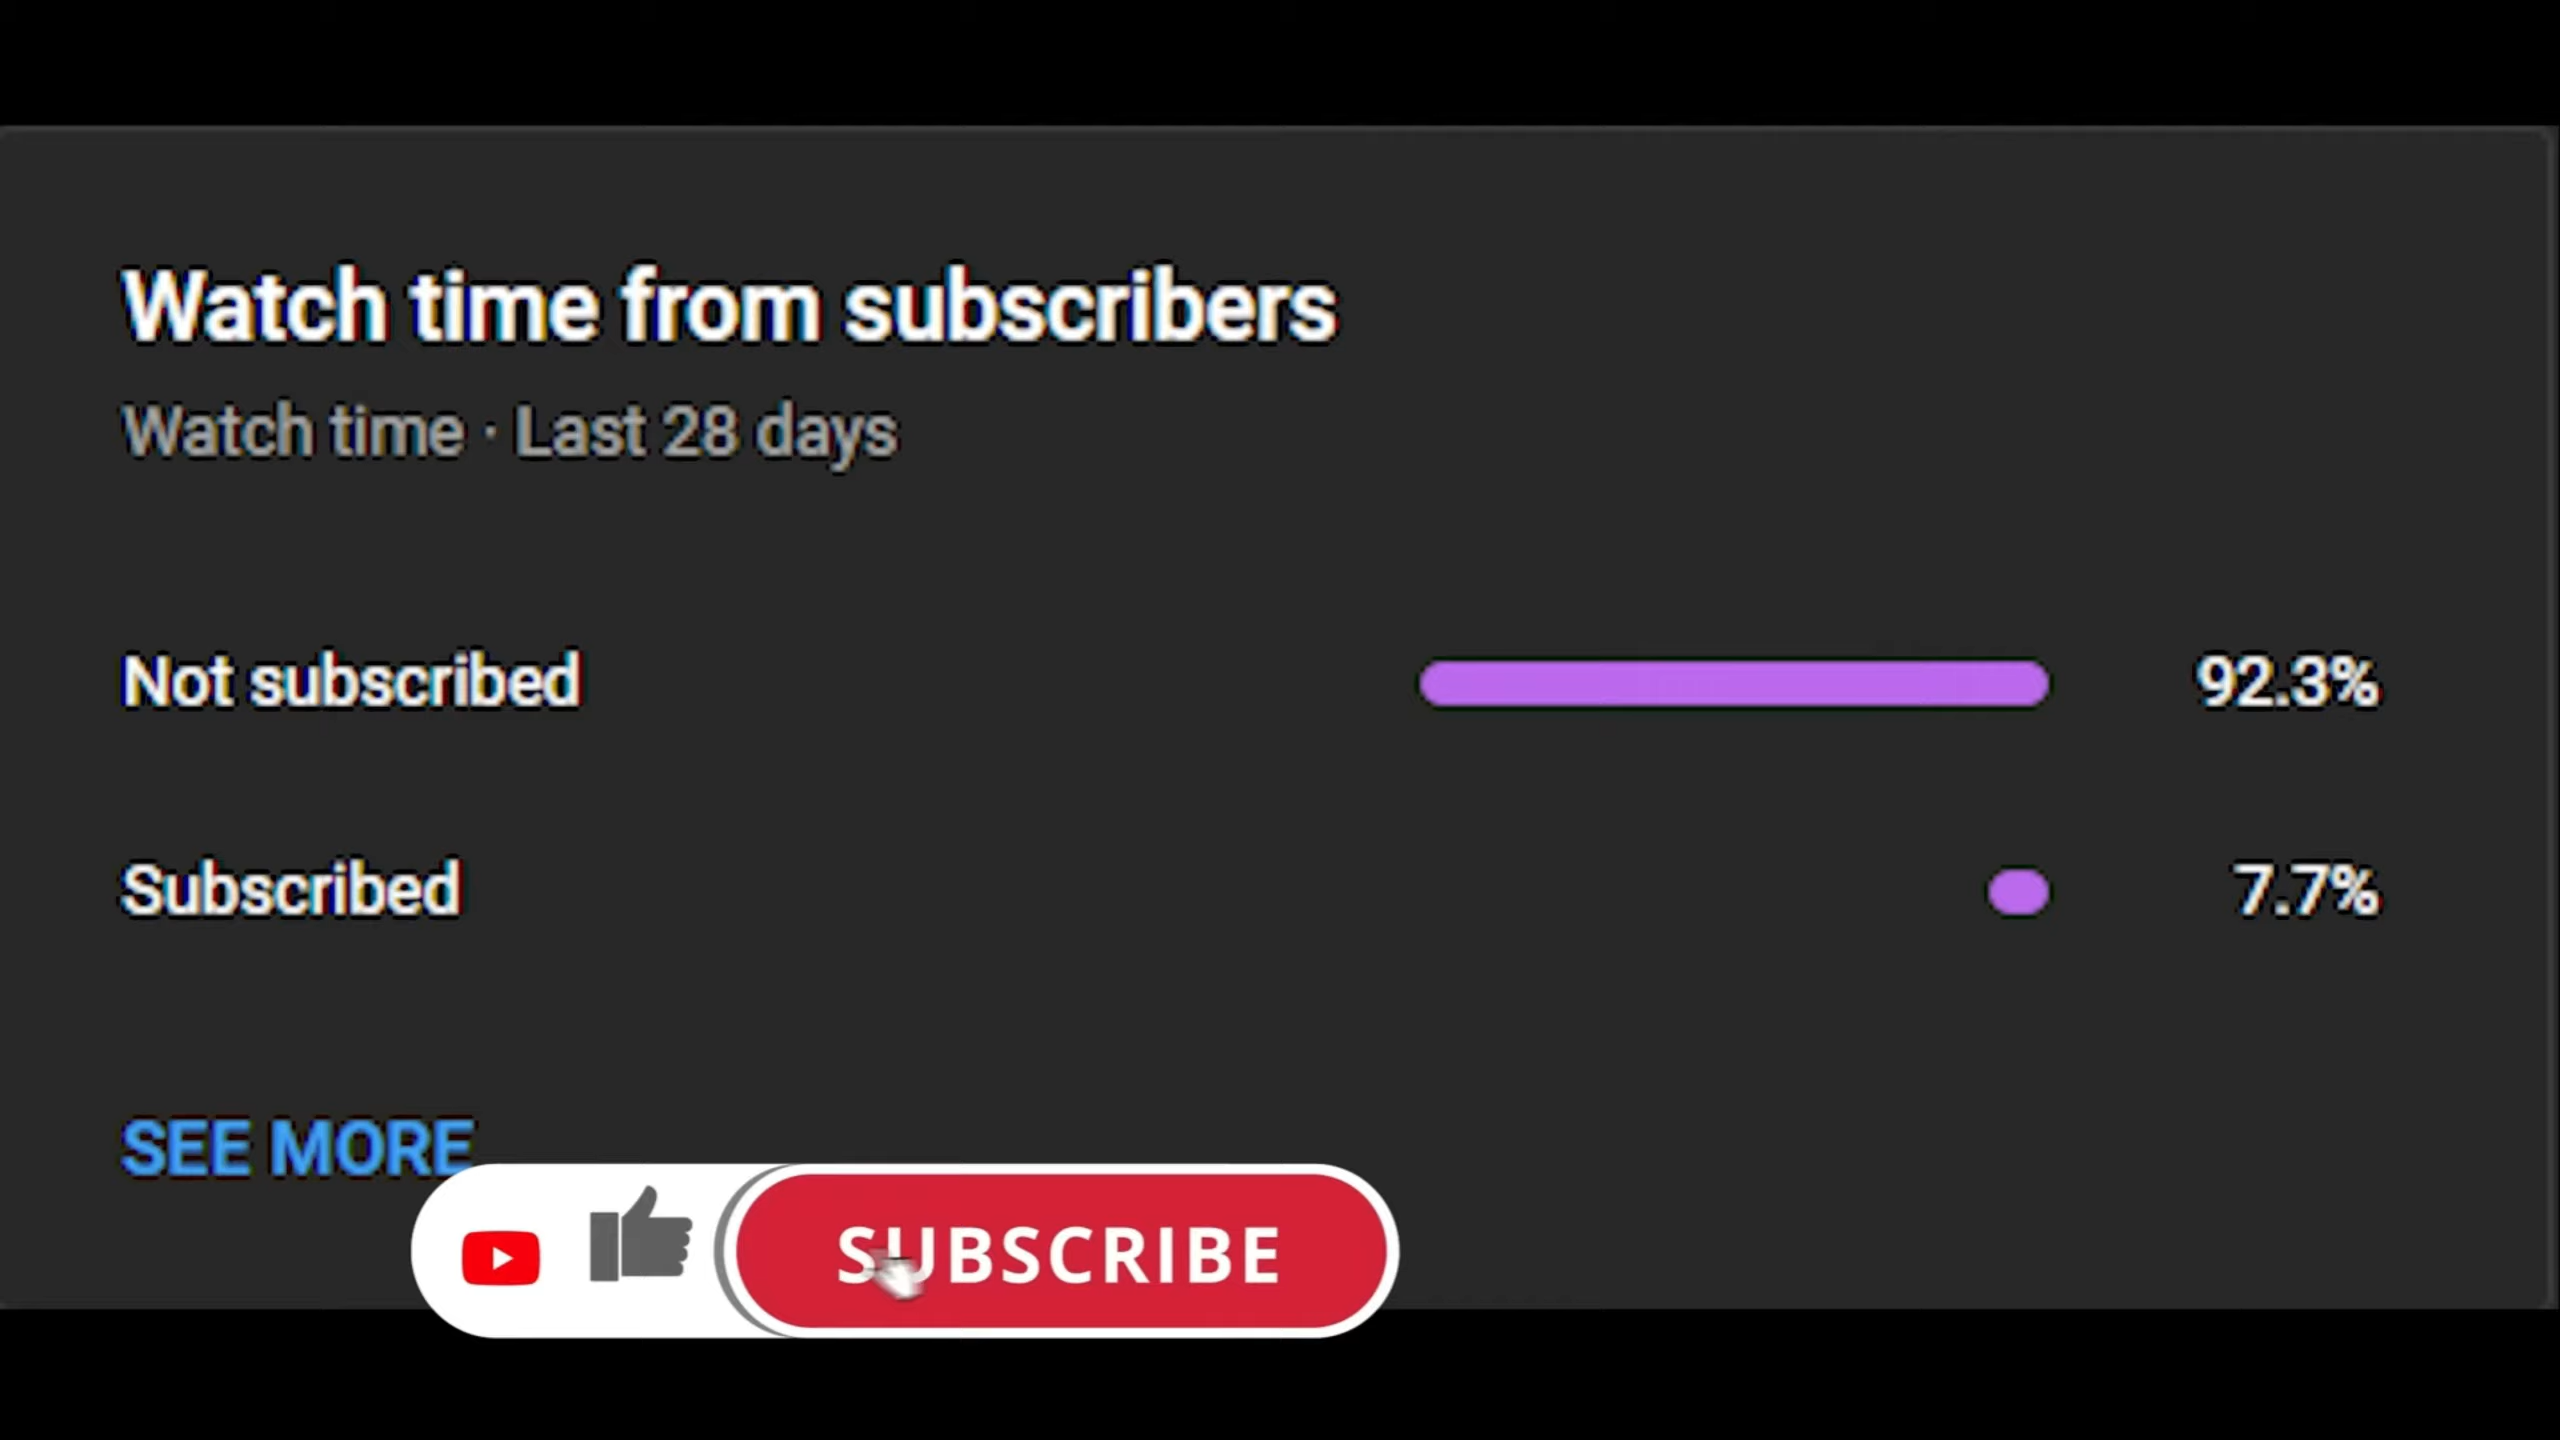 Watch time from subscribers
Watch time · Last 28 days
Not subscribed 92.3%
Subscribed 7.7%
SEE MORE
SUBSCRIBE